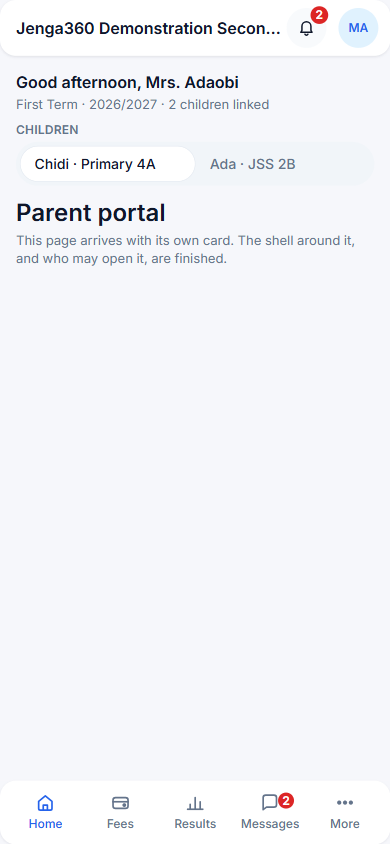 Jenga360 Demonstration Secon...
2
MA
Good afternoon, Mrs. Adaobi
First Term · 2026/2027 · 2 children linked
CHILDREN
Chidi · Primary 4A
Ada · JSS 2B
Parent portal
This page arrives with its own card. The shell around it,
and who may open it, are finished.
2
Home
Fees
Results
Messages
More